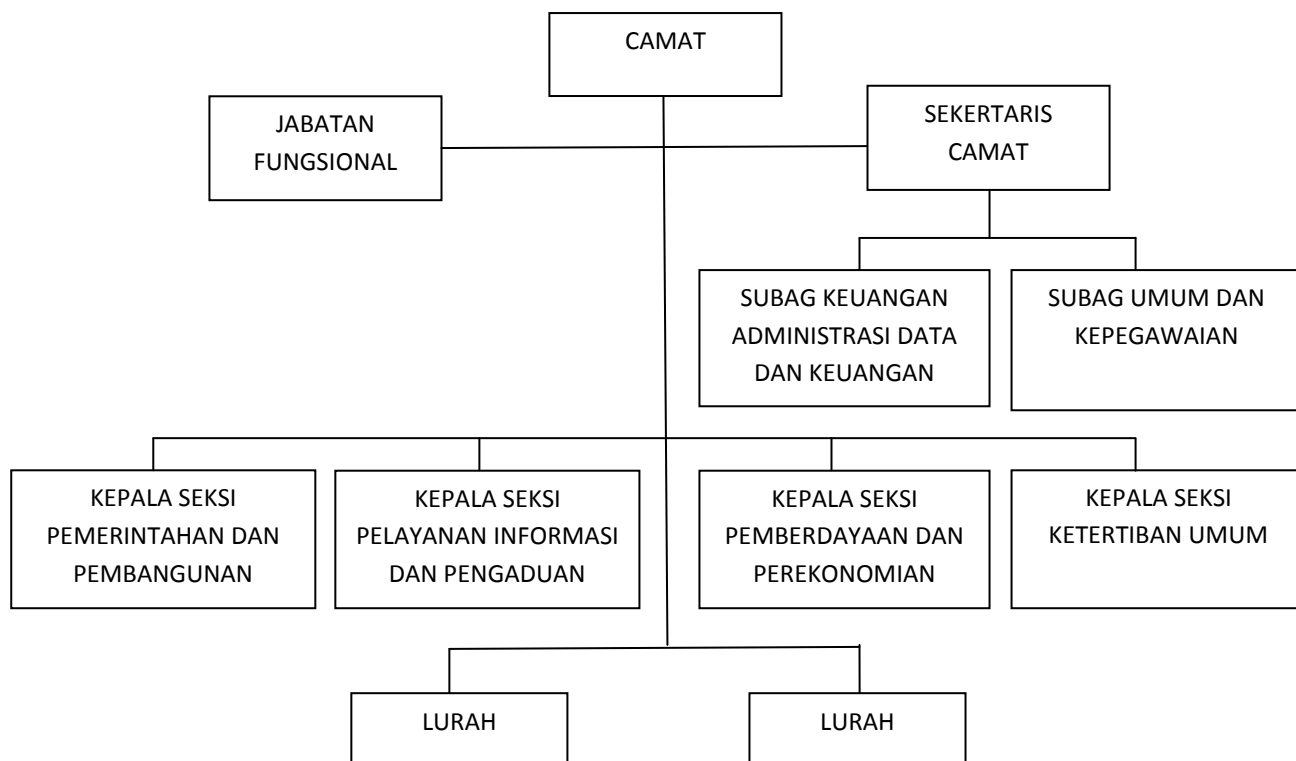 CAMAT
JABATAN
FUNGSIONAL
SEKERTARIS
CAMAT
SUBAG KEUANGAN
ADMINISTRASI DATA
DAN KEUANGAN
SUBAG UMUM DAN
KEPEGAWAIAN
KEPALA SEKSI
PEMERINTAHAN DAN
PEMBANGUNAN
KEPALA SEKSI
PELAYANAN INFORMASI
DAN PENGADUAN
KEPALA SEKSI
PEMBERDAYAAN DAN
PEREKONOMIAN
KEPALA SEKSI
KETERTIBAN UMUM
LURAH
LURAH